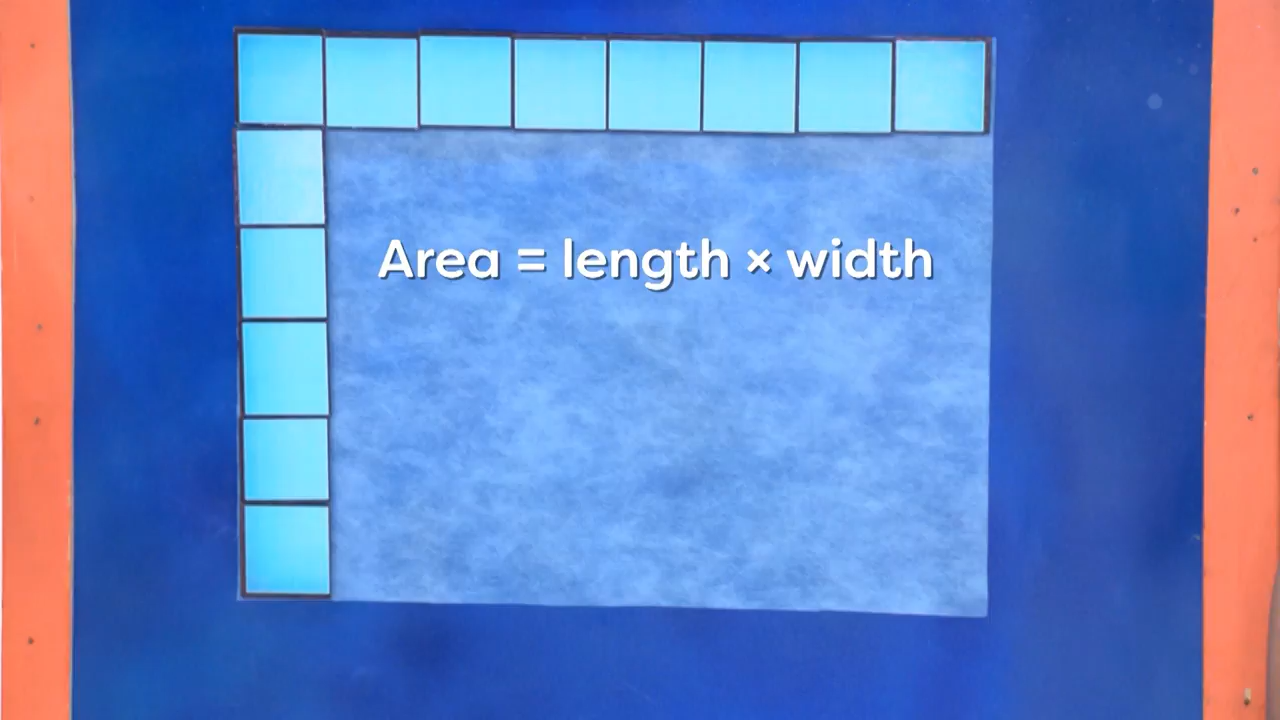 Area = length × width